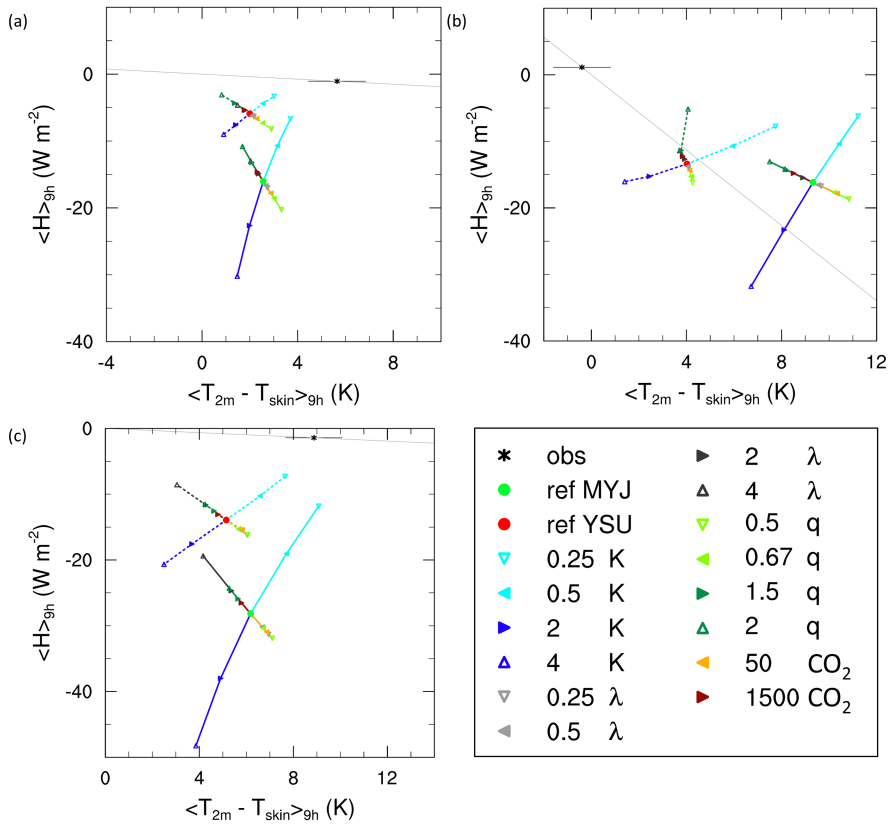 (a)
0
-20
-40
<H>9h (W m-2)
-4
0
4
8
<T2m - Tskin>9h (K)
(b)
0
-20
-40
<H>9h (W m-2)
0
4
8
12
<T2m - Tskin>9h (K)
(c)
0
-20
-40
<H>9h (W m-2)
0
4
8
12
<T2m - Tskin>9h (K)
obs
ref MYJ
ref YSU
0.25 K
0.5 K
2 K
4 K
0.25 λ
0.5 λ
2 λ
4 λ
0.5 q
0.67 q
1.5 q
2 q
50 CO2
1500 CO2